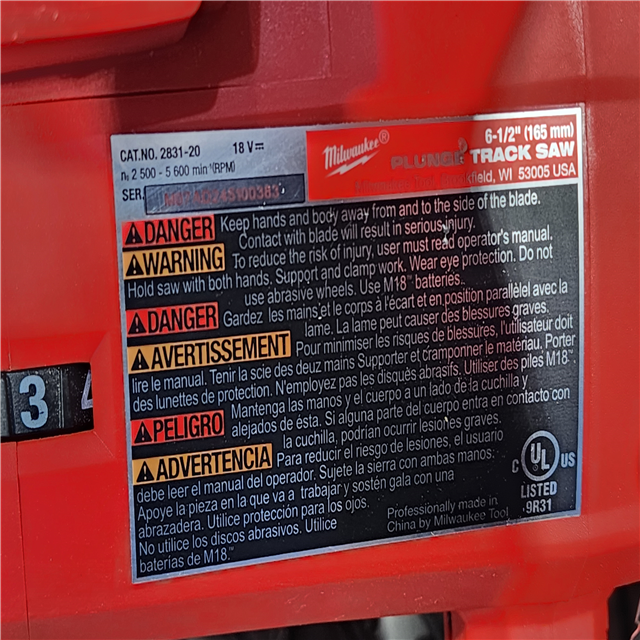 CAT.NO. 2831-20 18 V⎓
n₀ 2 500 - 5 600 min⁻¹(RPM)
SER.
Milwaukee
6-1/2" (165 mm)
PLUNGE TRACK SAW
Milwaukee Tool, Brookfield, WI 53005 USA
DANGER Keep hands and body away from and to the side of the blade.
Contact with blade will result in serious injury.
WARNING To reduce the risk of injury, user must read operator's manual.
Hold saw with both hands. Support and clamp work. Wear eye protection. Do not
use abrasive wheels. Use M18™ batteries.
DANGER Gardez les mains et le corps à l'écart et en position parallèlel avec la
lame. La lame peut causer des blessures graves.
AVERTISSEMENT Pour minimiser les risques de blessures, l'utilisateur doit
lire le manual. Tenir la scie des deux mains Supporter et cramponner le matériau. Porter
des lunettes de protection. N'employez pas les disques abrasifs. Utiliser des piles M18™.
PELIGRO Mantenga las manos y el cuerpo a un lado de la cuchilla y
alejados de ésta. Si alguna parte del cuerpo entra en contacto con
la cuchilla, podrían ocurrir lesiones graves.
ADVERTENCIA Para reducir el riesgo de lesiones, el usuario
debe leer el manual del operador. Sujete la sierra con ambas manos.
Apoye la pieza en la que va a trabajar y sostén gala con una
abrazadera. Utilice protección para los ojos.
No utilice los discos abrasivos. Utilice
baterías de M18.™
Professionally made in
China by Milwaukee Tool
C UL US
LISTED
9R31
3